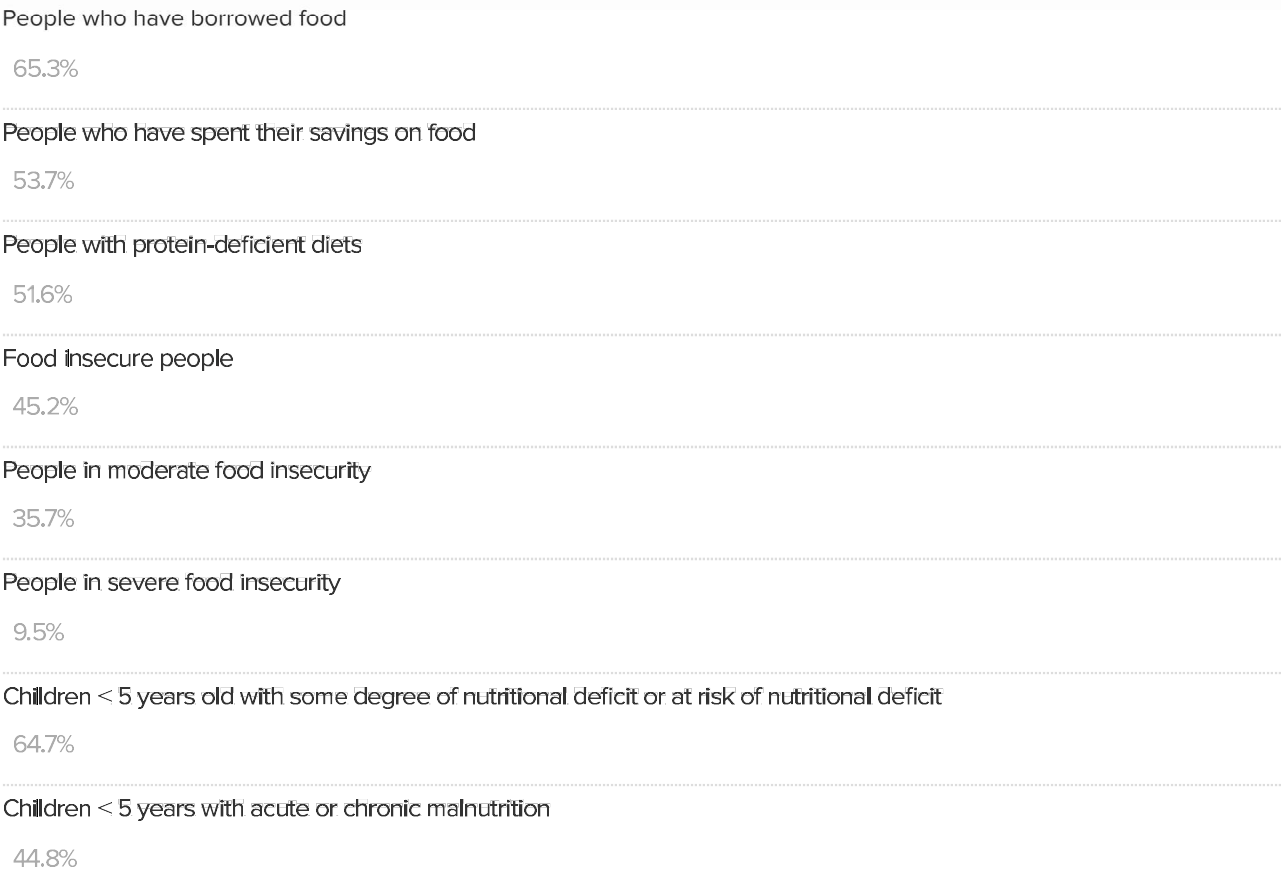 People who have borrowed food
65.3%
People who have spent their savings on food
53.7%
People with protein-deficient diets
51.6%
Food insecure people
45.2%
People in moderate food insecurity
35.7%
People in severe food insecurity
9.5%
Children < 5 years old with some degree of nutritional deficit or at risk of nutritional deficit
64.7%
Children < 5 years with acute or chronic malnutrition
44.8%